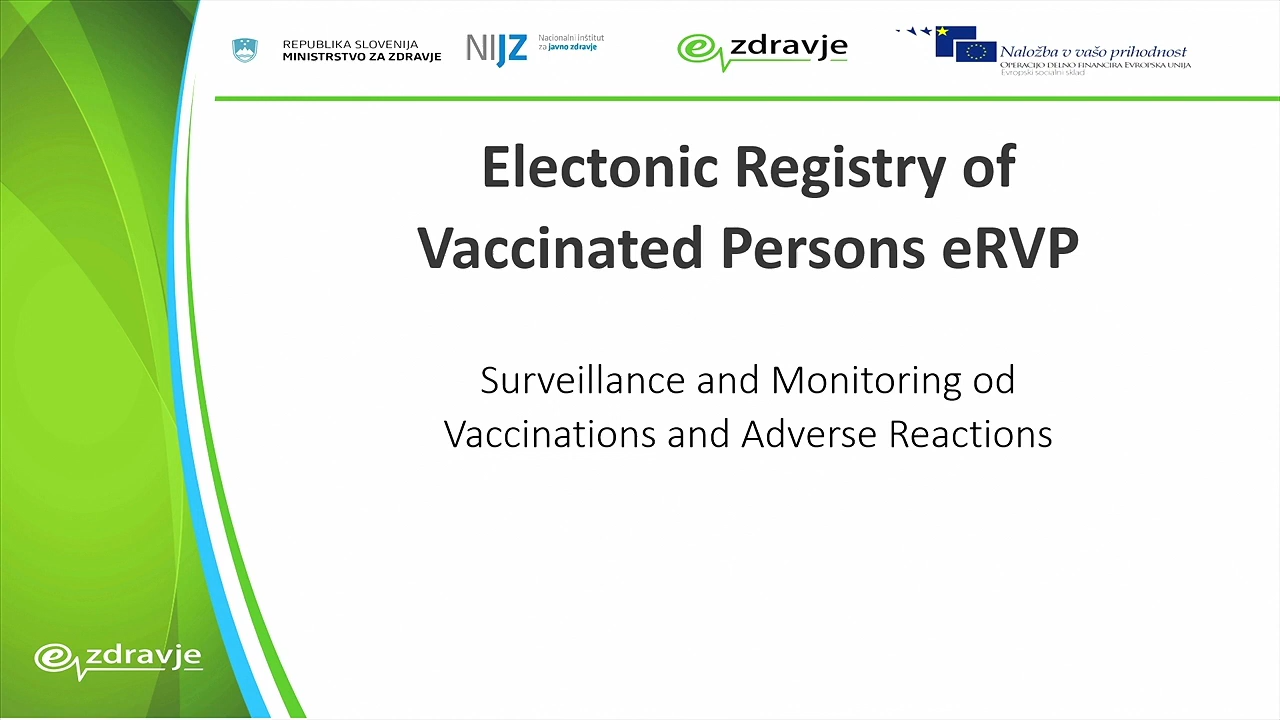 REPUBLIKA SLOVENIJA
MINISTRSTVO ZA ZDRAVJE
NIJZ
Nacionalni inštitut
za javno zdravje
e zdravje
Naložba v vašo prihodnost
OPERACIJO DELNO FINANCIRA EVROPSKA UNIJA
Evropski socialni sklad
Electonic Registry of
Vaccinated Persons eRVP
Surveillance and Monitoring od
Vaccinations and Adverse Reactions
e zdravje